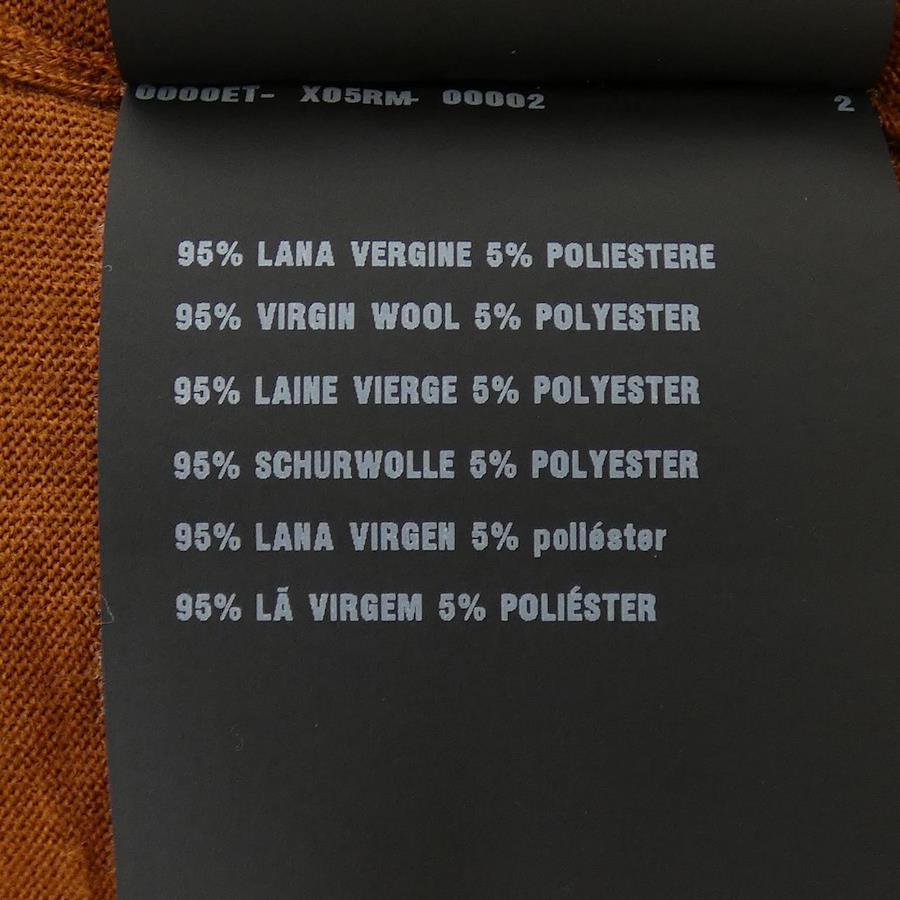 0000ET- X05RM- 00002 2
95% LANA VERGINE 5% POLIESTERE
95% VIRGIN WOOL 5% POLYESTER
95% LAINE VIERGE 5% POLYESTER
95% SCHURWOLLE 5% POLYESTER
95% LANA VIRGEN 5% poliéster
95% LÃ VIRGEM 5% POLIÉSTER